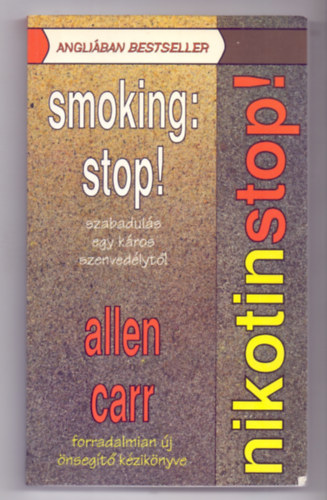 ANGLIÁBAN BESTSELLER
smoking:
stop!
szabadulás
egy káros
szenvedélytől
allen
carr
forradalmian új
önsegítő kézikönyve
nikotinstop!